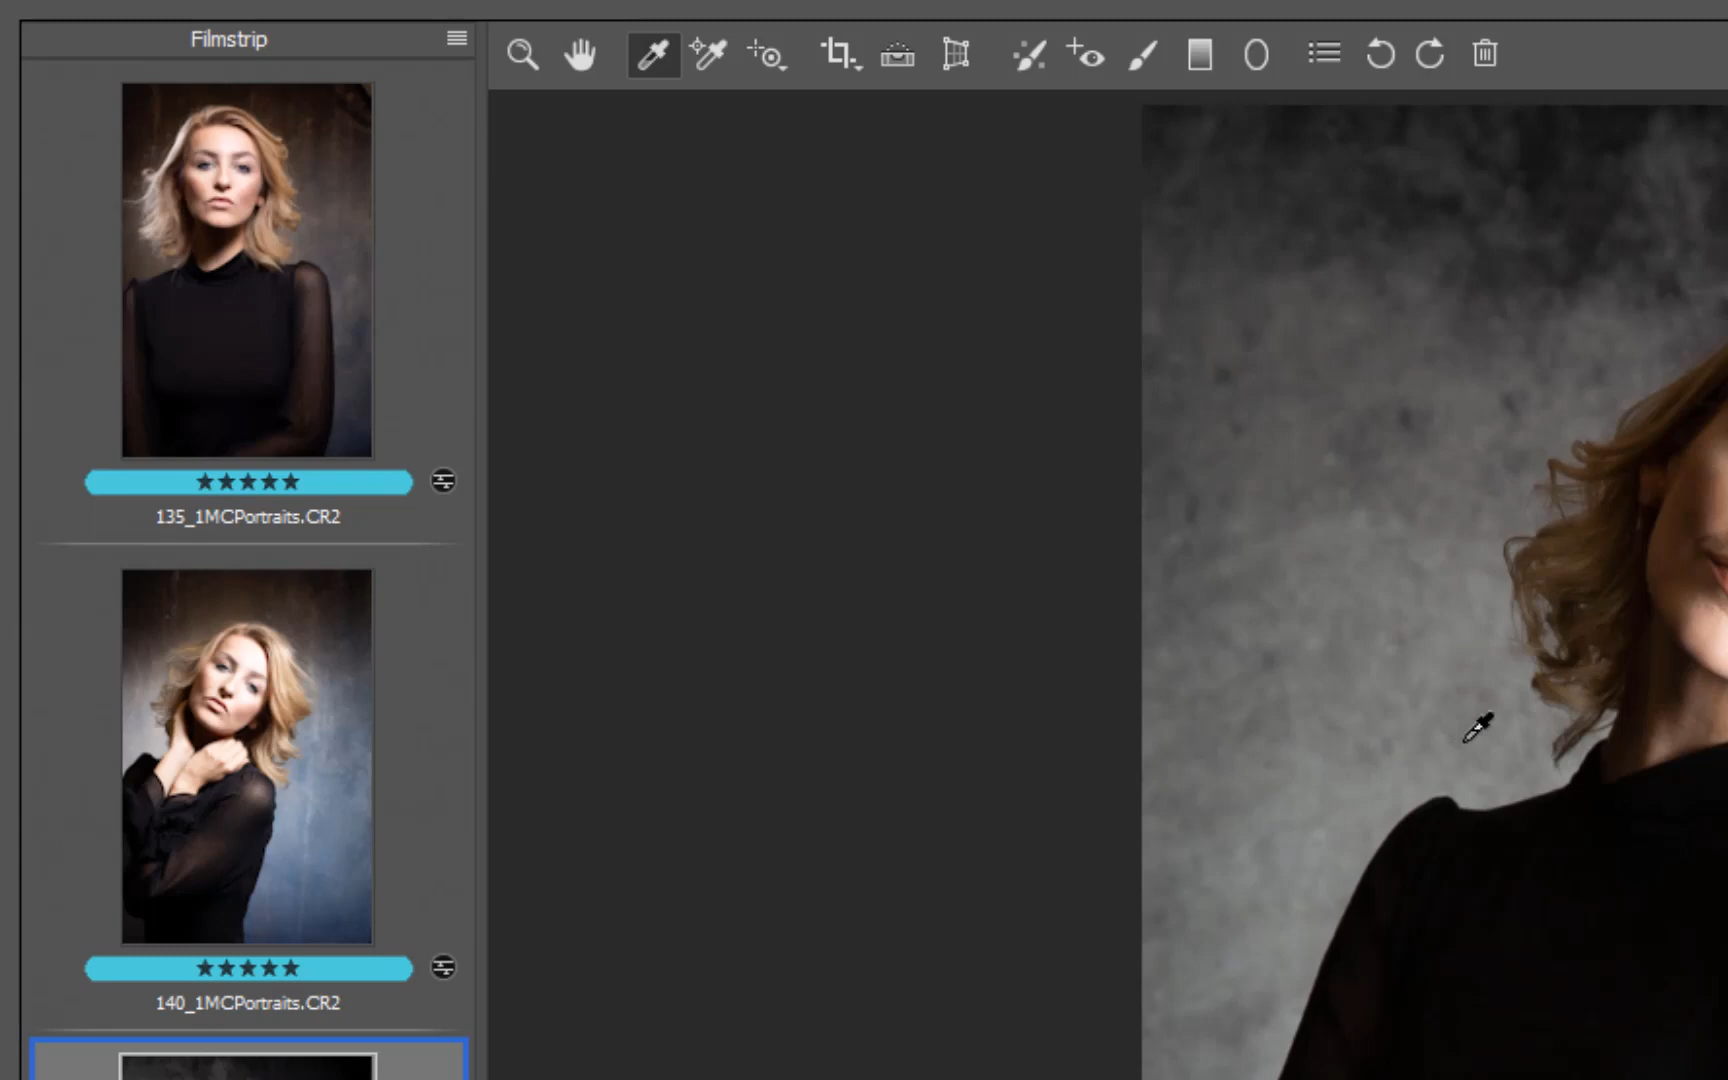 Filmstrip
★★★★★
135_1MCPortraits.CR2
★★★★★
140_1MCPortraits.CR2